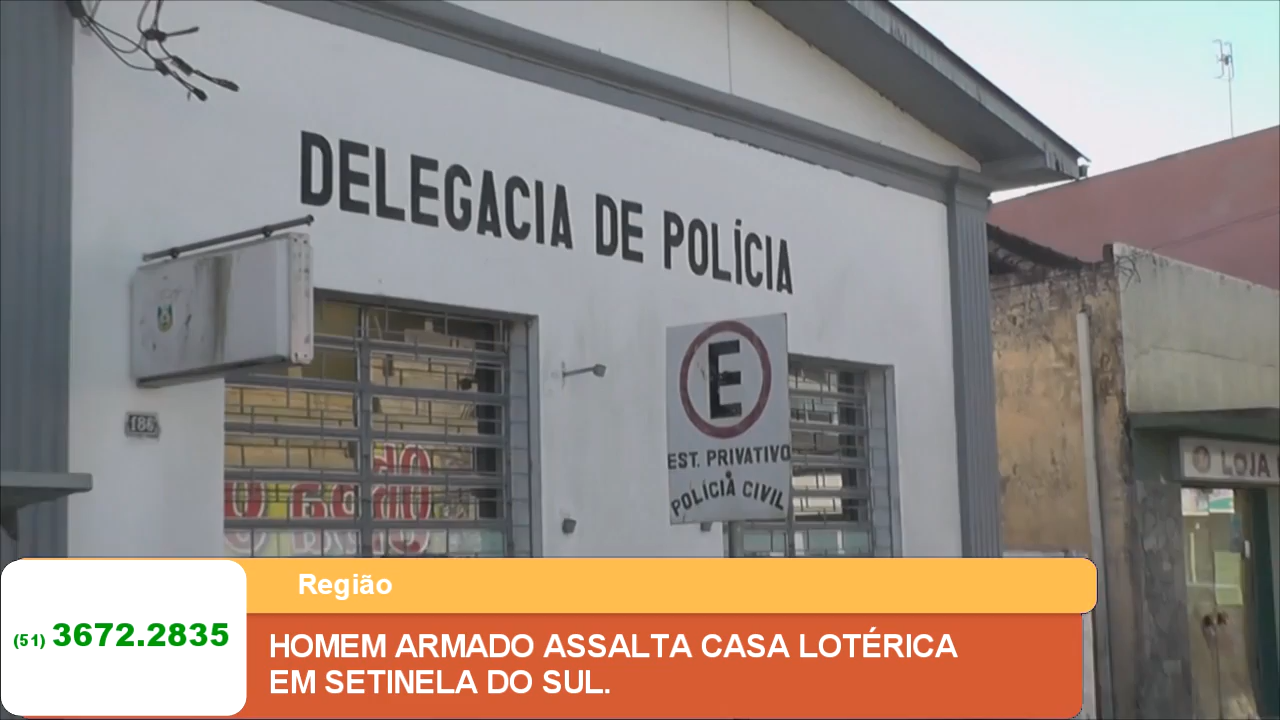 DELEGACIA DE POLÍCIA
186
E
EST. PRIVATIVO
POLÍCIA CIVIL
LOJA
Região
(51) 3672.2835
HOMEM ARMADO ASSALTA CASA LOTÉRICA
EM SETINELA DO SUL.